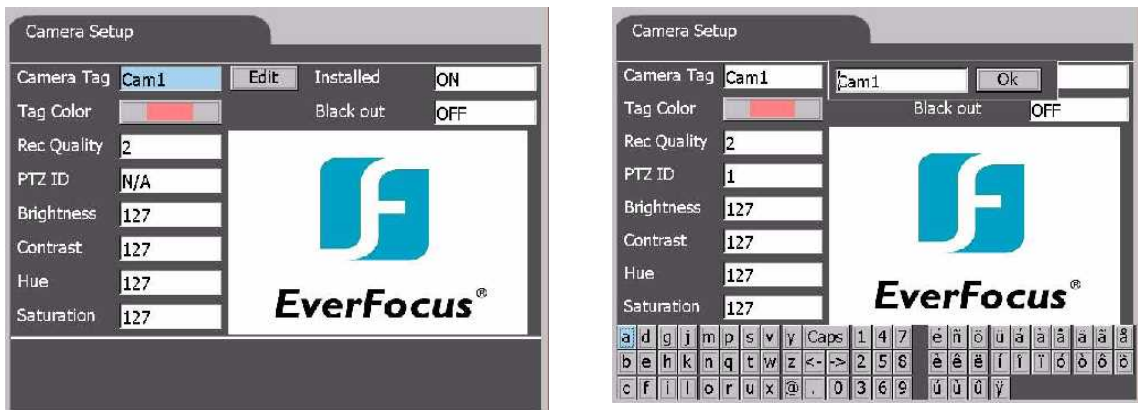 Camera Setup
Camera Tag Cam1 Edit Installed ON
Tag Color Black out OFF
Rec Quality 2
PTZ ID N/A
Brightness 127
Contrast 127
Hue 127
Saturation 127
EverFocus®
Camera Setup
Camera Tag Cam1 Cam1 Ok
Tag Color Black out OFF
Rec Quality 2
PTZ ID 1
Brightness 127
Contrast 127
Hue 127
Saturation 127
EverFocus®
a d g j m p s v y Caps 1 4 7 é ñ ö ü á à â ä ã å
b e h k n q t w z <- -> 2 5 8 è ê ë í î ï ó ò ô õ
c f i l o r u x @ . 0 3 6 9 ú ù û ÿ